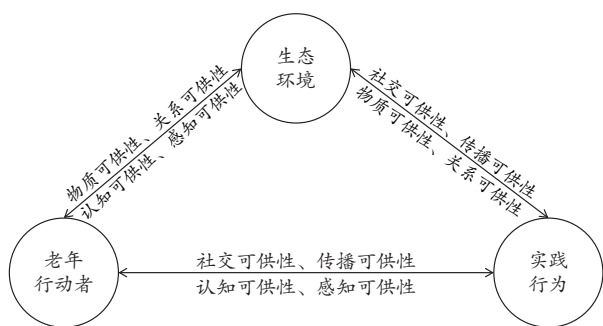 生态
环境
物质可供性、关系可供性
认知可供性、感知可供性
社交可供性、传播可供性
物质可供性、关系可供性
老年
行动者
社交可供性、传播可供性
认知可供性、感知可供性
实践
行为